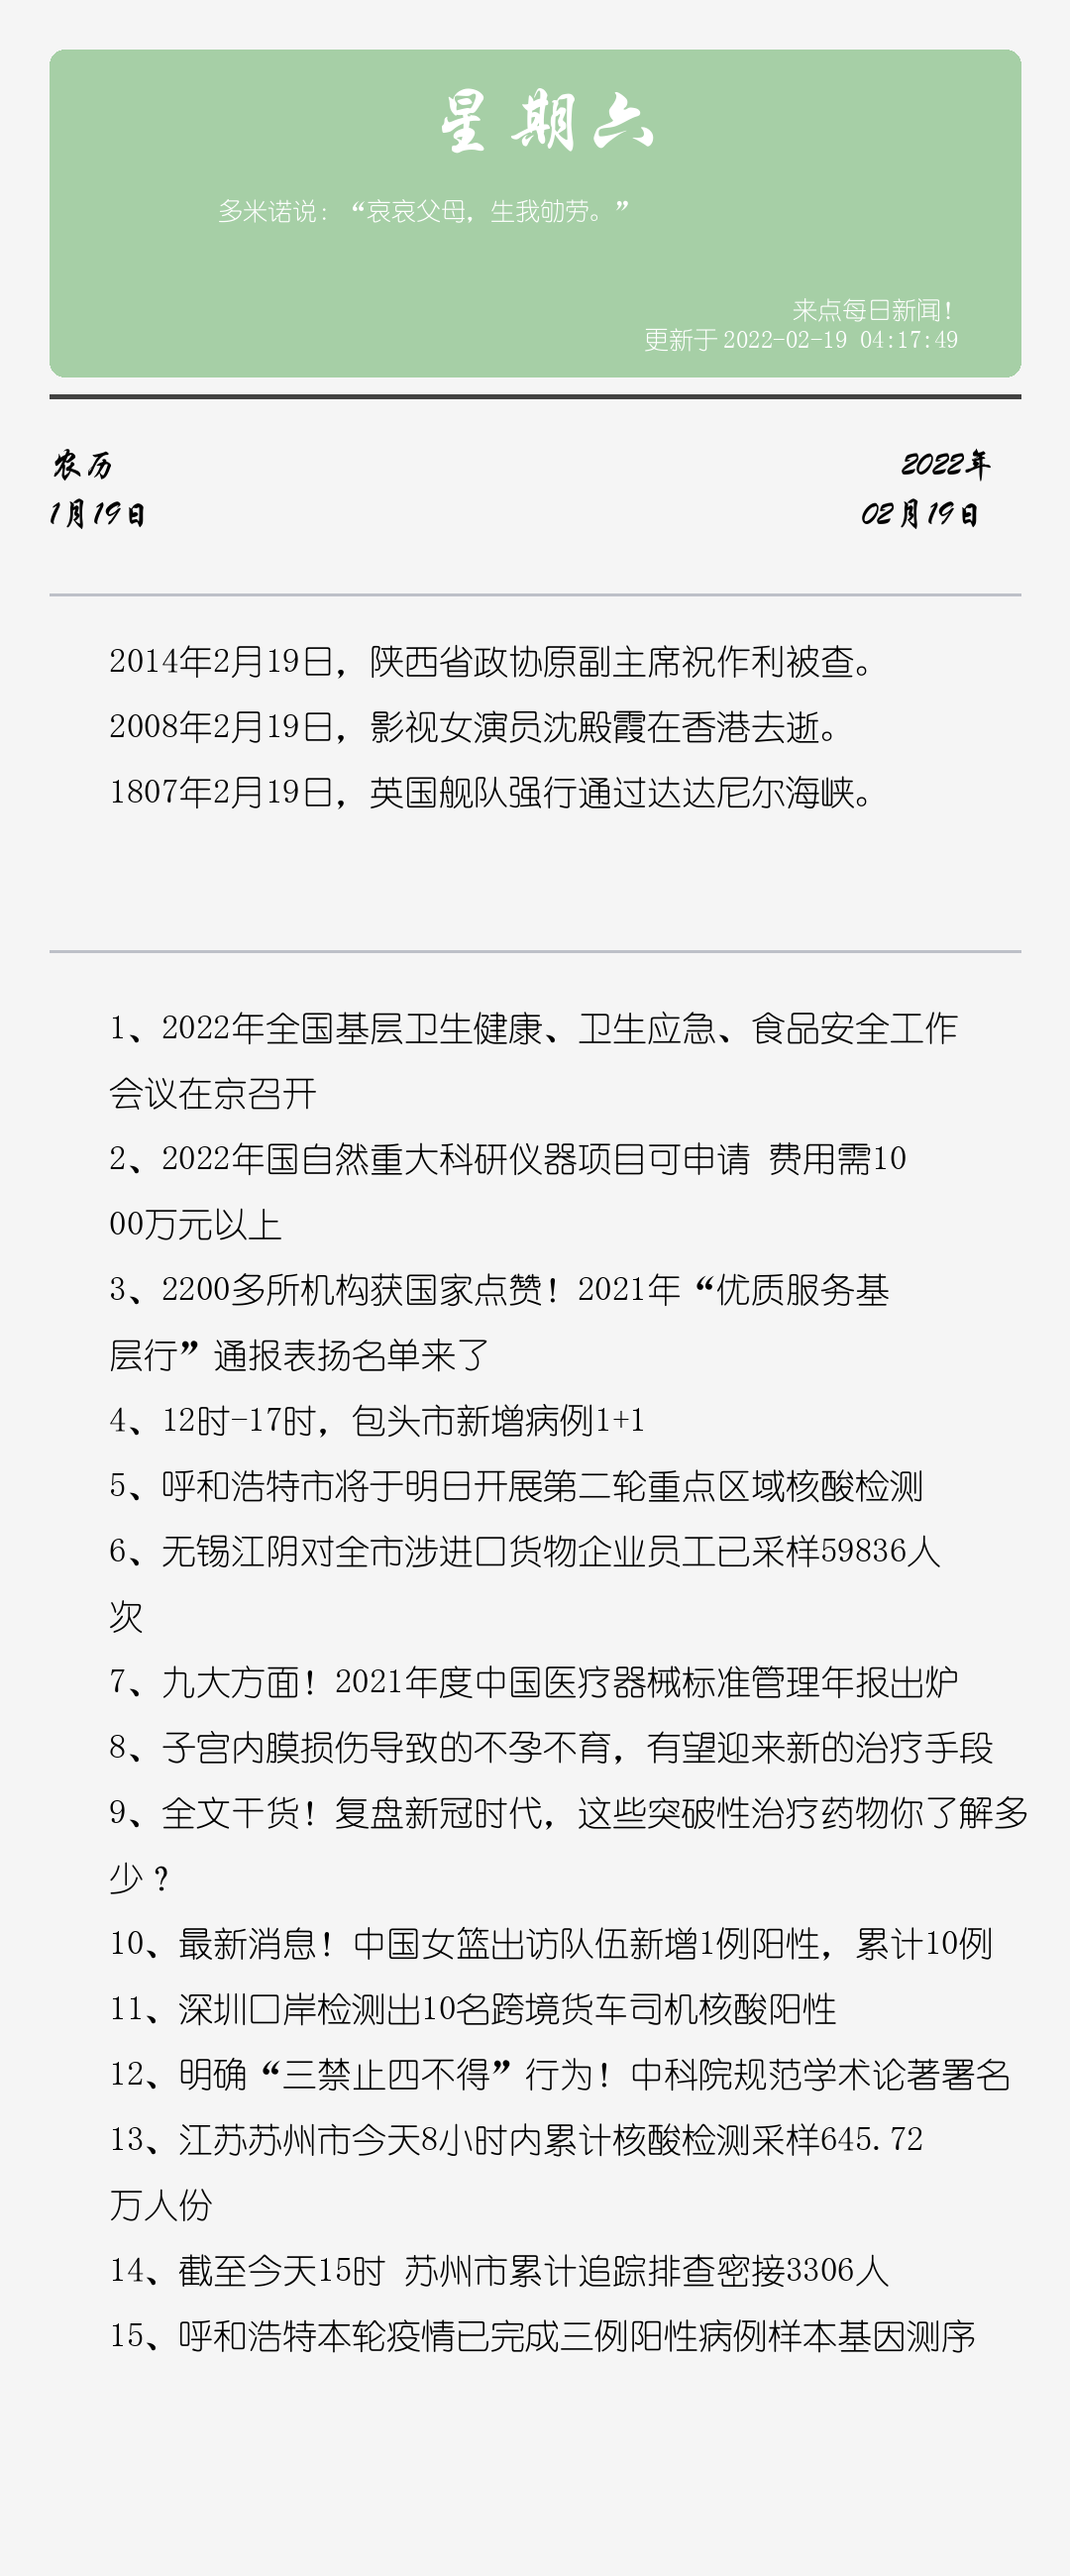 星期六
多米诺说：“哀哀父母，生我劬劳。”
来点每日新闻！
更新于 2022-02-19 04:17:49
农历
2022年
1月19日
02月19日
2014年2月19日，陕西省政协原副主席祝作利被查。
2008年2月19日，影视女演员沈殿霞在香港去逝。
1807年2月19日，英国舰队强行通过达达尼尔海峡。
1、2022年全国基层卫生健康、卫生应急、食品安全工作
会议在京召开
2、2022年国自然重大科研仪器项目可申请 费用需10
00万元以上
3、2200多所机构获国家点赞！2021年“优质服务基
层行”通报表扬名单来了
4、12时-17时，包头市新增病例1+1
5、呼和浩特市将于明日开展第二轮重点区域核酸检测
6、无锡江阴对全市涉进口货物企业员工已采样59836人
次
7、九大方面！2021年度中国医疗器械标准管理年报出炉
8、子宫内膜损伤导致的不孕不育，有望迎来新的治疗手段
9、全文干货！复盘新冠时代，这些突破性治疗药物你了解多
少？
10、最新消息！中国女篮出访队伍新增1例阳性，累计10例
11、深圳口岸检测出10名跨境货车司机核酸阳性
12、明确“三禁止四不得”行为！中科院规范学术论著署名
13、江苏苏州市今天8小时内累计核酸检测采样645.72
万人份
14、截至今天15时 苏州市累计追踪排查密接3306人
15、呼和浩特本轮疫情已完成三例阳性病例样本基因测序